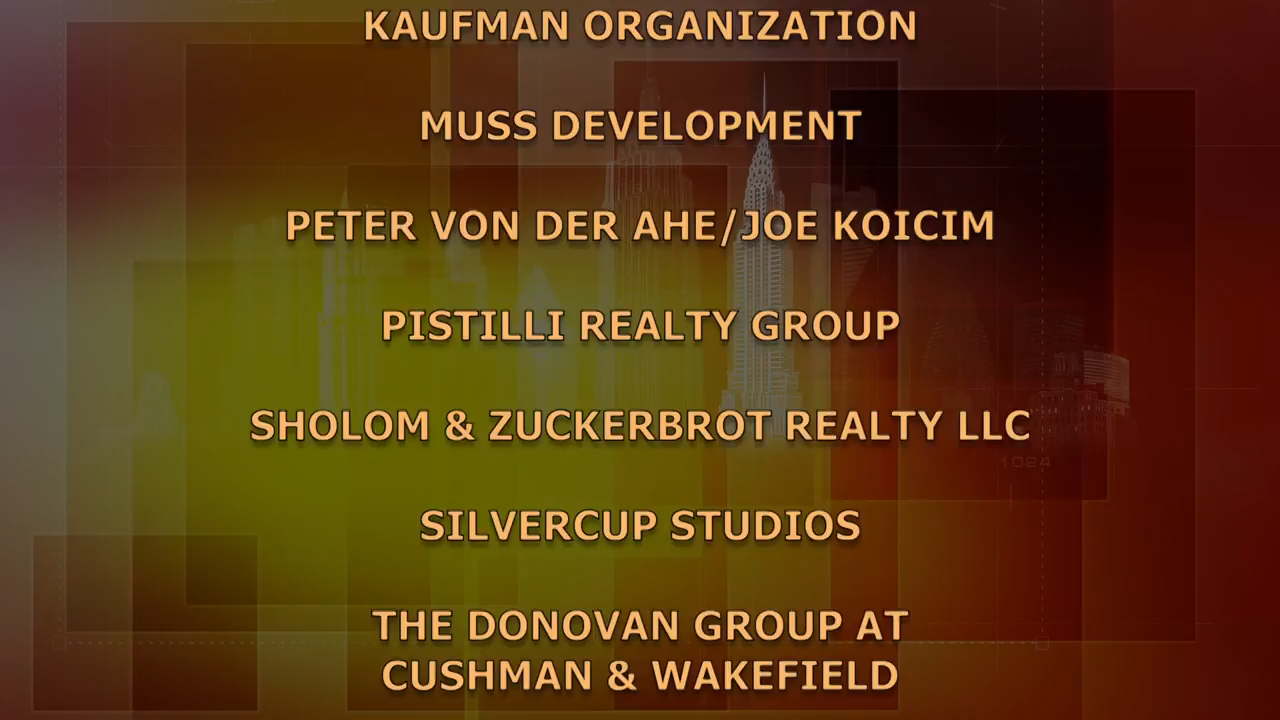 KAUFMAN ORGANIZATION
MUSS DEVELOPMENT
PETER VON DER AHE/JOE KOICIM
PISTILLI REALTY GROUP
SHOLOM & ZUCKERBROT REALTY LLC
1024
SILVERCUP STUDIOS
THE DONOVAN GROUP AT
CUSHMAN & WAKEFIELD